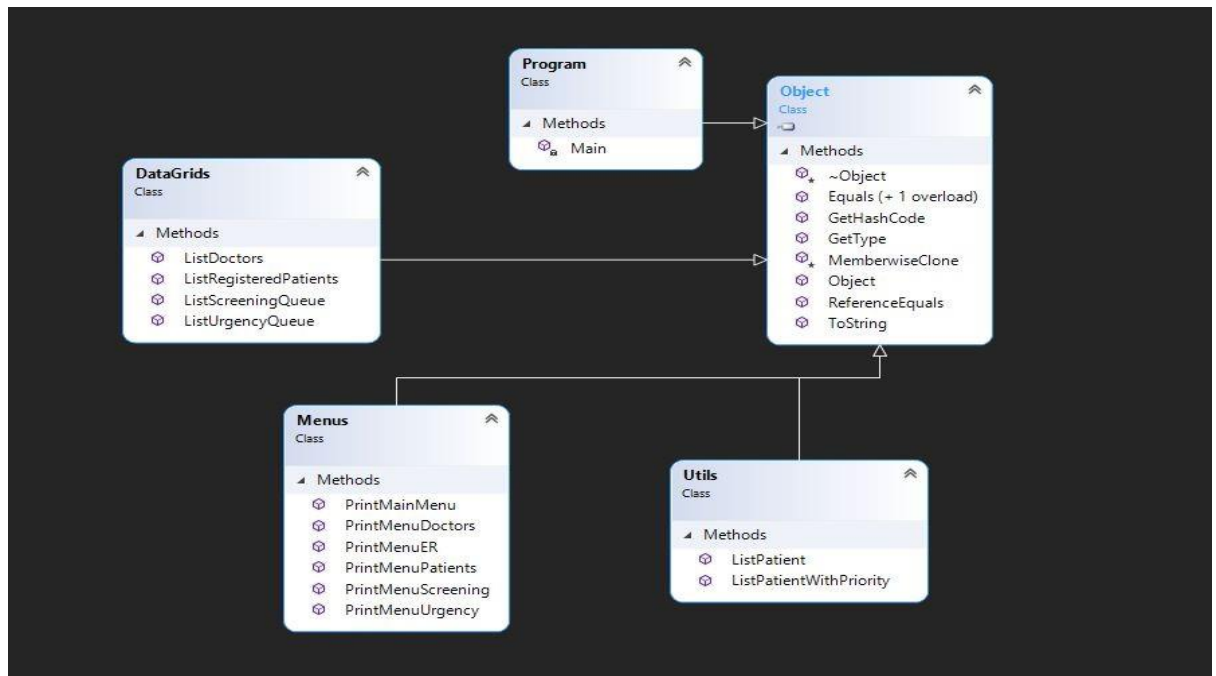 Program
Class
Methods
Main
Object
Class
Methods
~Object
Equals (+ 1 overload)
GetHashCode
GetType
MemberwiseClone
Object
ReferenceEquals
ToString
DataGrids
Class
Methods
ListDoctors
ListRegisteredPatients
ListScreeningQueue
ListUrgencyQueue
Menus
Class
Methods
PrintMainMenu
PrintMenuDoctors
PrintMenuER
PrintMenuPatients
PrintMenuScreening
PrintMenuUrgency
Utils
Class
Methods
ListPatient
ListPatientWithPriority